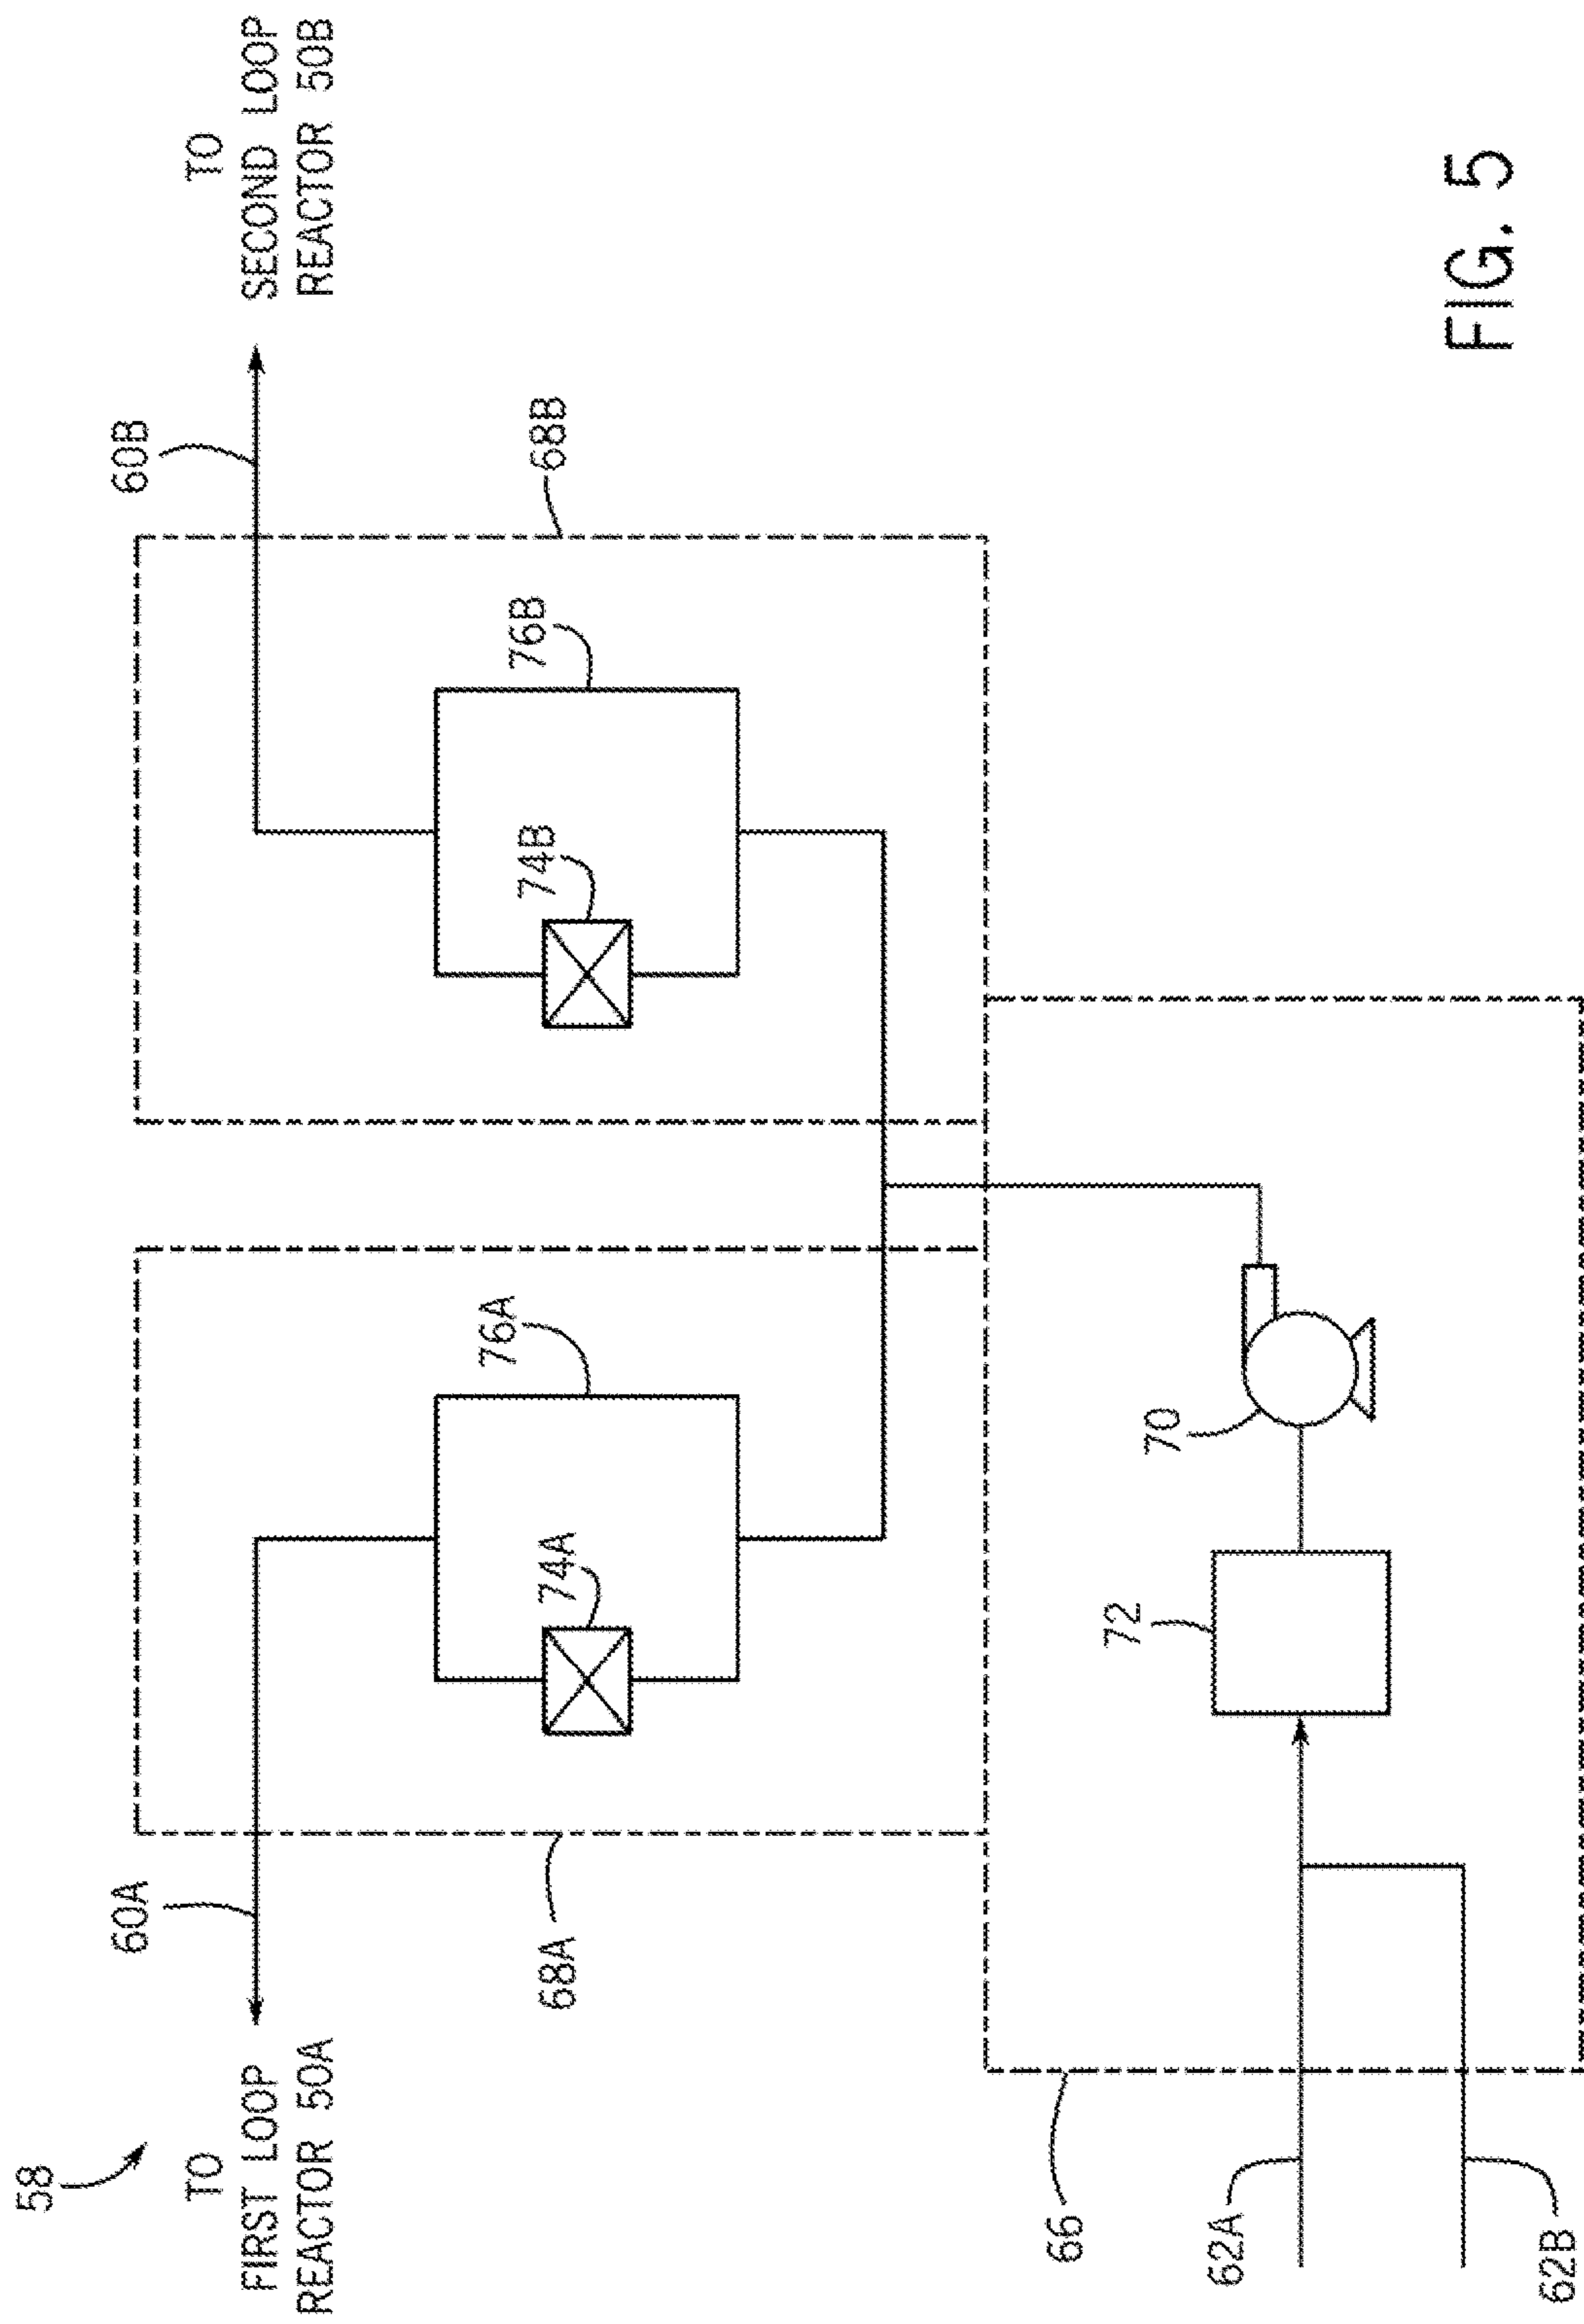 58
TO
FIRST LOOP
REACTOR 50A
60A
60B
TO
SECOND LOOP
REACTOR 50B
68A
74A
76A
74B
76B
68B
66
72
70
62A
62B
FIG. 5